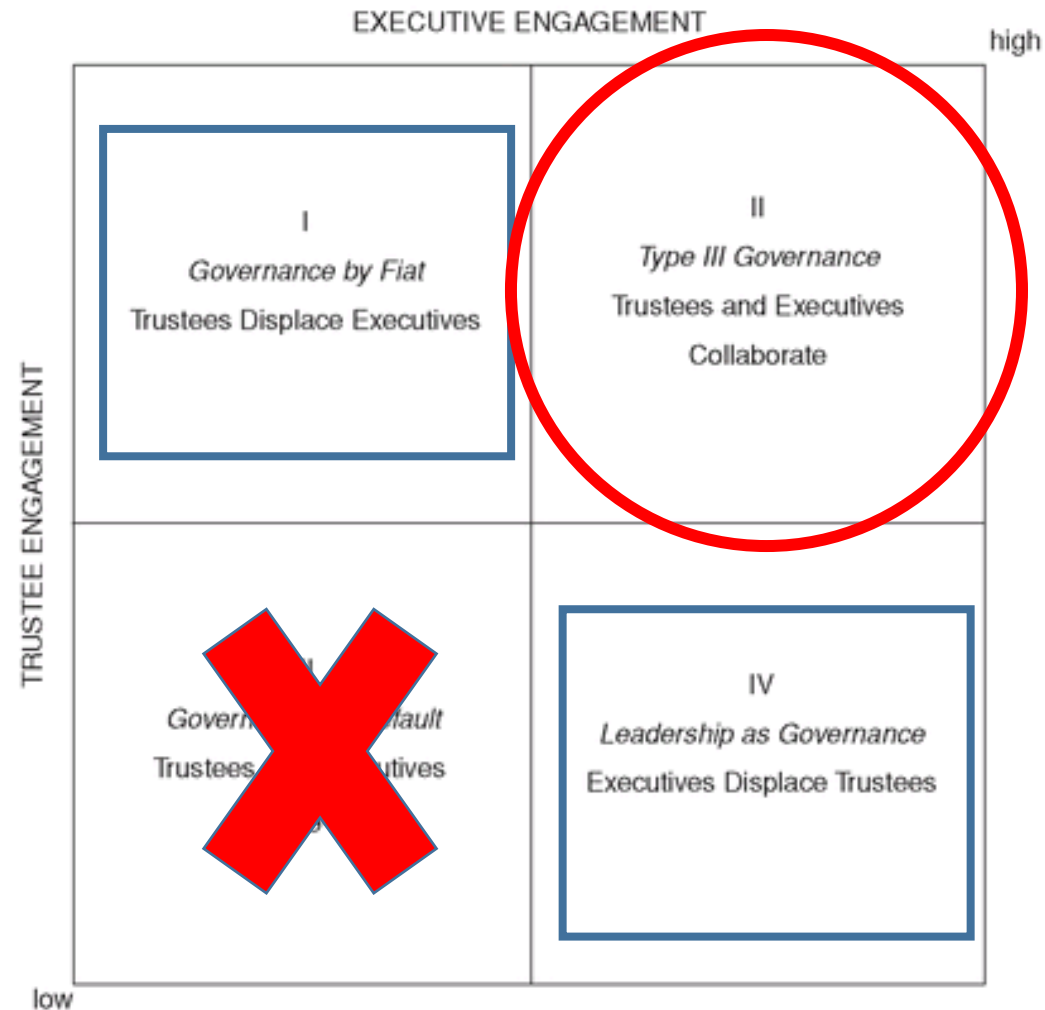 EXECUTIVE ENGAGEMENT
high
I
Governance by Fiat
Trustees Displace Executives
II
Type III Governance
Trustees and Executives
Collaborate
TRUSTEE ENGAGEMENT
Trustees
IV
Leadership as Governance
Executives Displace Trustees
low